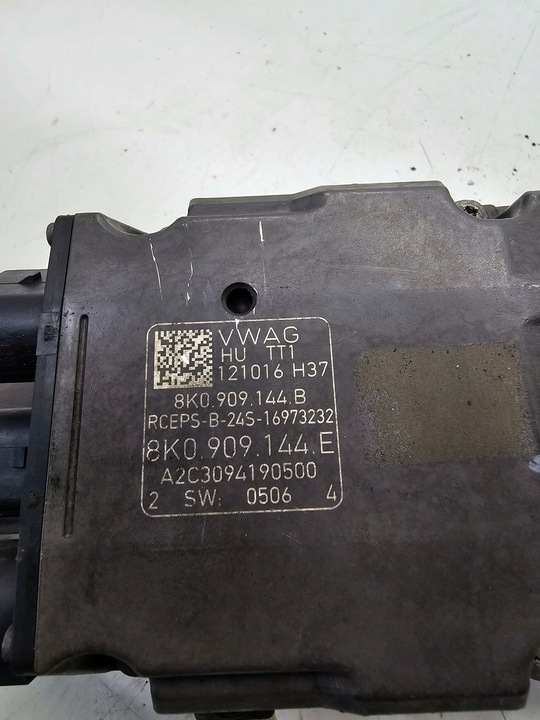 VWAG
HU TT1
121016 H37
8K0.909.144.B
RCEPS-B-24S-16973232
8K0.909.144.E
A2C3094190500
2 SW: 0506 4